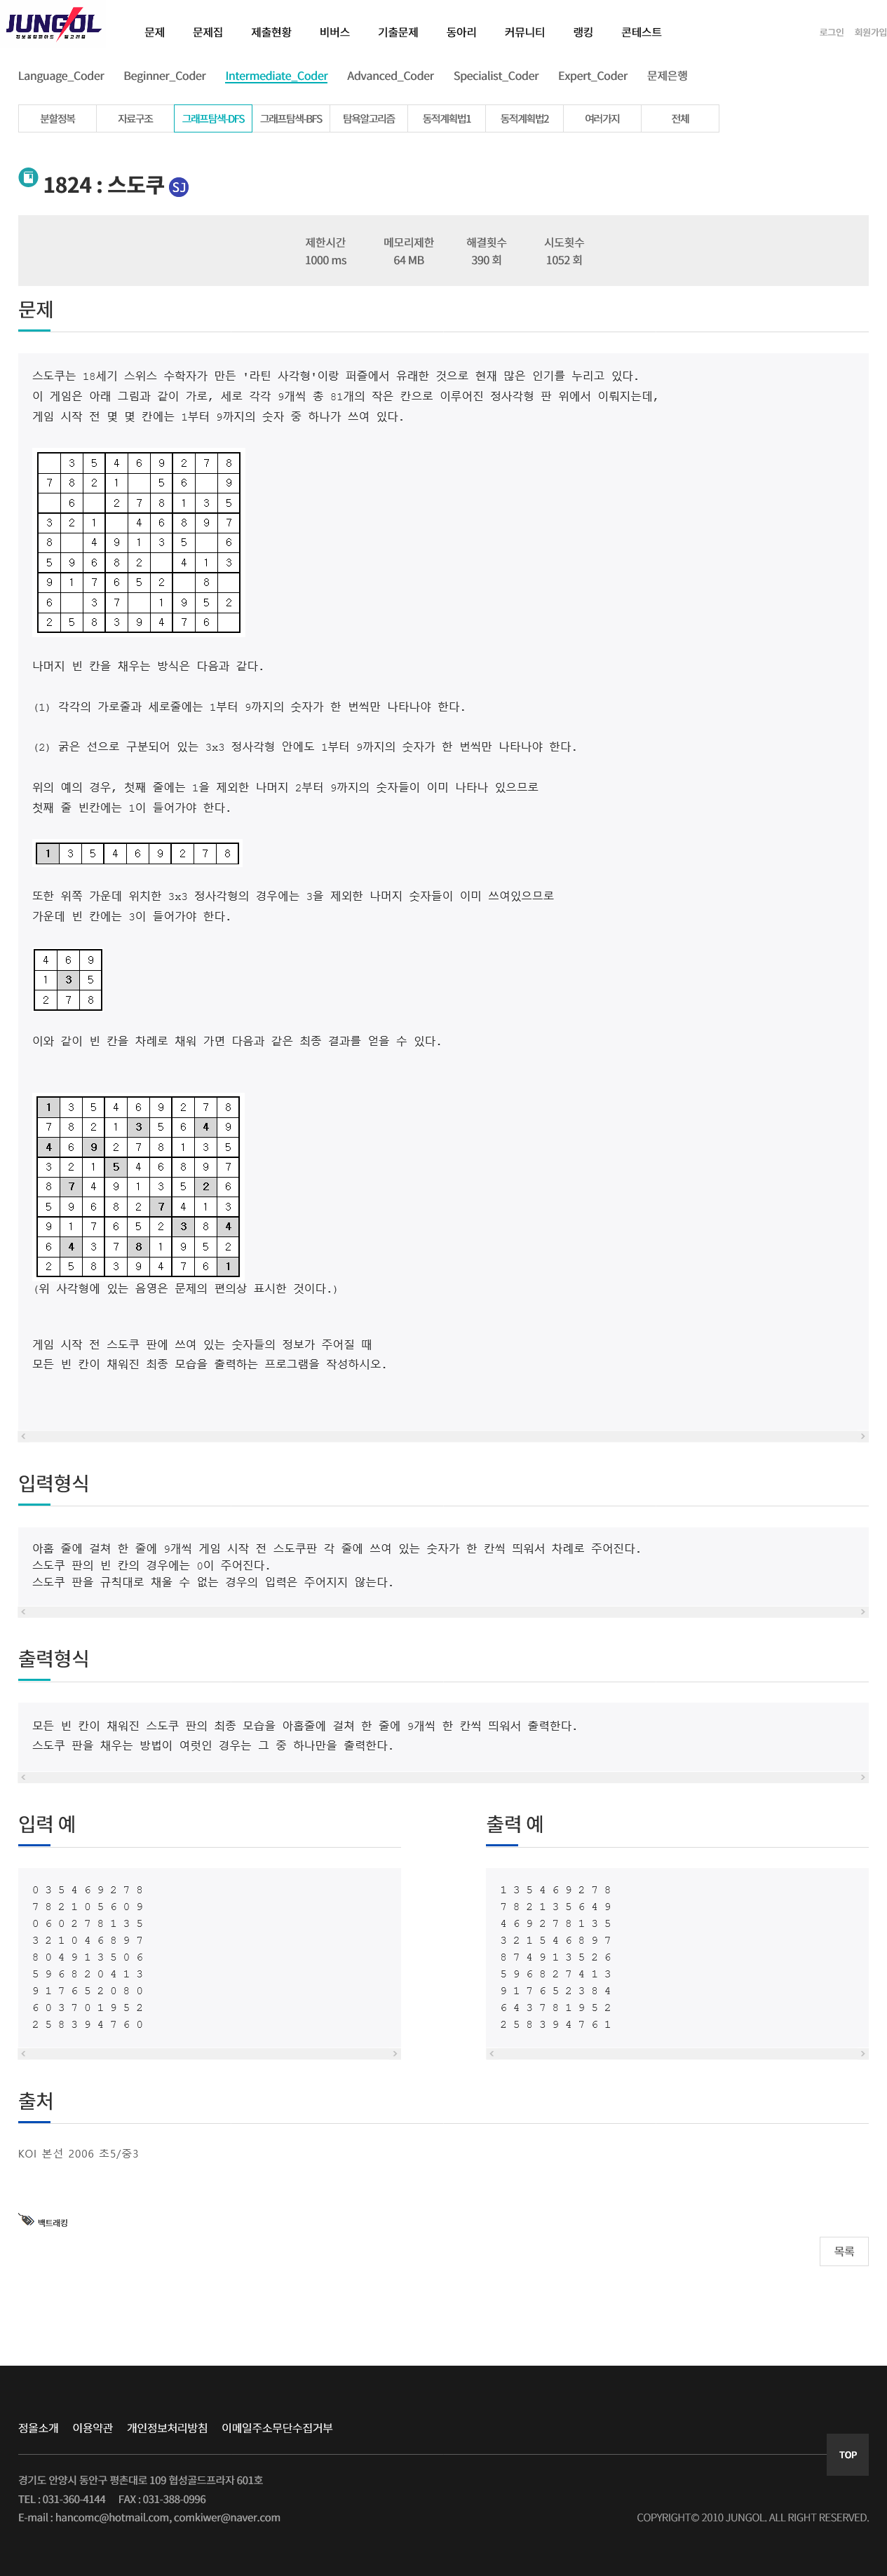 JUNGOL
정보올림피아드 & 알고리즘
문제 문제집 제출현황 비버스 기출문제 동아리 커뮤니티 랭킹 콘테스트
로그인 회원가입
Language_Coder Beginner_Coder Intermediate_Coder Advanced_Coder Specialist_Coder Expert_Coder 문제은행
분할정복 자료구조 그래프탐색-DFS 그래프탐색-BFS 탐욕알고리즘 동적계획법1 동적계획법2 여러가지 전체
1824 : 스도쿠 SJ
제한시간 메모리제한 해결횟수 시도횟수
1000 ms 64 MB 390 회 1052 회
문제
스도쿠는 18세기 스위스 수학자가 만든 '라틴 사각형'이랑 퍼즐에서 유래한 것으로 현재 많은 인기를 누리고 있다.
이 게임은 아래 그림과 같이 가로, 세로 각각 9개씩 총 81개의 작은 칸으로 이루어진 정사각형 판 위에서 이뤄지는데,
게임 시작 전 몇 몇 칸에는 1부터 9까지의 숫자 중 하나가 쓰여 있다.
3 5 4 6 9 2 7 8
7 8 2 1 5 6 9
6 2 7 8 1 3 5
3 2 1 4 6 8 9 7
8 4 9 1 3 5 6
5 9 6 8 2 4 1 3
9 1 7 6 5 2 8
6 3 7 1 9 5 2
2 5 8 3 9 4 7 6
나머지 빈 칸을 채우는 방식은 다음과 같다.
(1) 각각의 가로줄과 세로줄에는 1부터 9까지의 숫자가 한 번씩만 나타나야 한다.
(2) 굵은 선으로 구분되어 있는 3x3 정사각형 안에도 1부터 9까지의 숫자가 한 번씩만 나타나야 한다.
위의 예의 경우, 첫째 줄에는 1을 제외한 나머지 2부터 9까지의 숫자들이 이미 나타나 있으므로
첫째 줄 빈칸에는 1이 들어가야 한다.
1 3 5 4 6 9 2 7 8
또한 위쪽 가운데 위치한 3x3 정사각형의 경우에는 3을 제외한 나머지 숫자들이 이미 쓰여있으므로
가운데 빈 칸에는 3이 들어가야 한다.
4 6 9
1 3 5
2 7 8
이와 같이 빈 칸을 차례로 채워 가면 다음과 같은 최종 결과를 얻을 수 있다.
1 3 5 4 6 9 2 7 8
7 8 2 1 3 5 6 4 9
4 6 9 2 7 8 1 3 5
3 2 1 5 4 6 8 9 7
8 7 4 9 1 3 5 2 6
5 9 6 8 2 7 4 1 3
9 1 7 6 5 2 3 8 4
6 4 3 7 8 1 9 5 2
2 5 8 3 9 4 7 6 1
(위 사각형에 있는 음영은 문제의 편의상 표시한 것이다.)
게임 시작 전 스도쿠 판에 쓰여 있는 숫자들의 정보가 주어질 때
모든 빈 칸이 채워진 최종 모습을 출력하는 프로그램을 작성하시오.
입력형식
아홉 줄에 걸쳐 한 줄에 9개씩 게임 시작 전 스도쿠판 각 줄에 쓰여 있는 숫자가 한 칸씩 띄워서 차례로 주어진다.
스도쿠 판의 빈 칸의 경우에는 0이 주어진다.
스도쿠 판을 규칙대로 채울 수 없는 경우의 입력은 주어지지 않는다.
출력형식
모든 빈 칸이 채워진 스도쿠 판의 최종 모습을 아홉줄에 걸쳐 한 줄에 9개씩 한 칸씩 띄워서 출력한다.
스도쿠 판을 채우는 방법이 여럿인 경우는 그 중 하나만을 출력한다.
입력 예
0 3 5 4 6 9 2 7 8
7 8 2 1 0 5 6 0 9
0 6 0 2 7 8 1 3 5
3 2 1 0 4 6 8 9 7
8 0 4 9 1 3 5 0 6
5 9 6 8 2 0 4 1 3
9 1 7 6 5 2 0 8 0
6 0 3 7 0 1 9 5 2
2 5 8 3 9 4 7 6 0
출력 예
1 3 5 4 6 9 2 7 8
7 8 2 1 3 5 6 4 9
4 6 9 2 7 8 1 3 5
3 2 1 5 4 6 8 9 7
8 7 4 9 1 3 5 2 6
5 9 6 8 2 7 4 1 3
9 1 7 6 5 2 3 8 4
6 4 3 7 8 1 9 5 2
2 5 8 3 9 4 7 6 1
출처
KOI 본선 2006 초5/중3
백드래킹
목록
정올소개 이용약관 개인정보처리방침 이메일주소무단수집거부
TOP
경기도 안양시 동안구 평촌대로 109 협성골드프라자 601호
TEL : 031-360-4144 FAX : 031-388-0996
E-mail : hancomc@hotmail.com, comkiwer@naver.com
COPYRIGHT© 2010 JUNGOL. ALL RIGHT RESERVED.